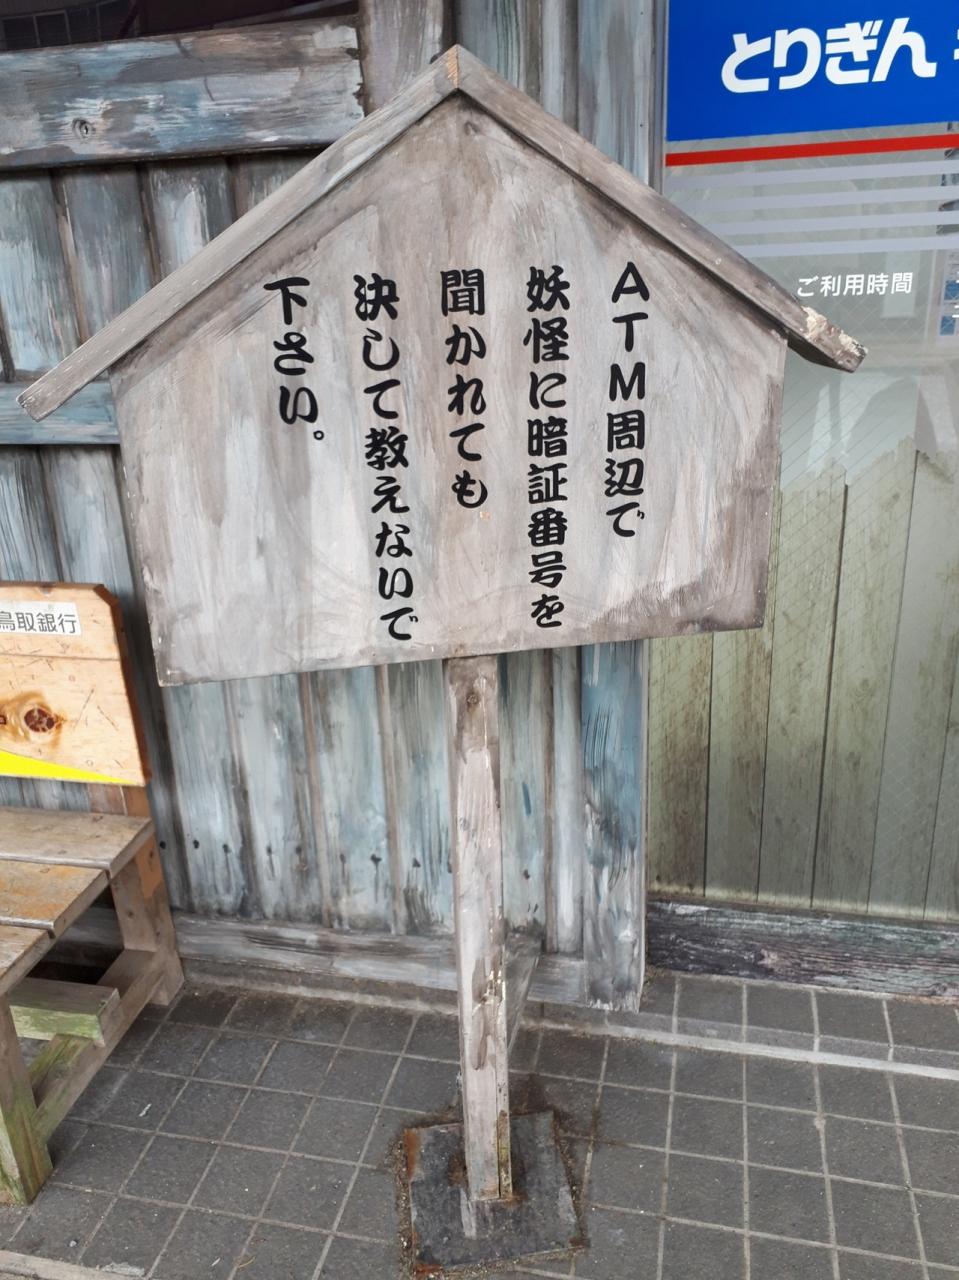 ATM周辺で
妖怪に暗証番号を
聞かれても
決して教えないで
下さい。
とりぎん
ご利用時間
鳥取銀行